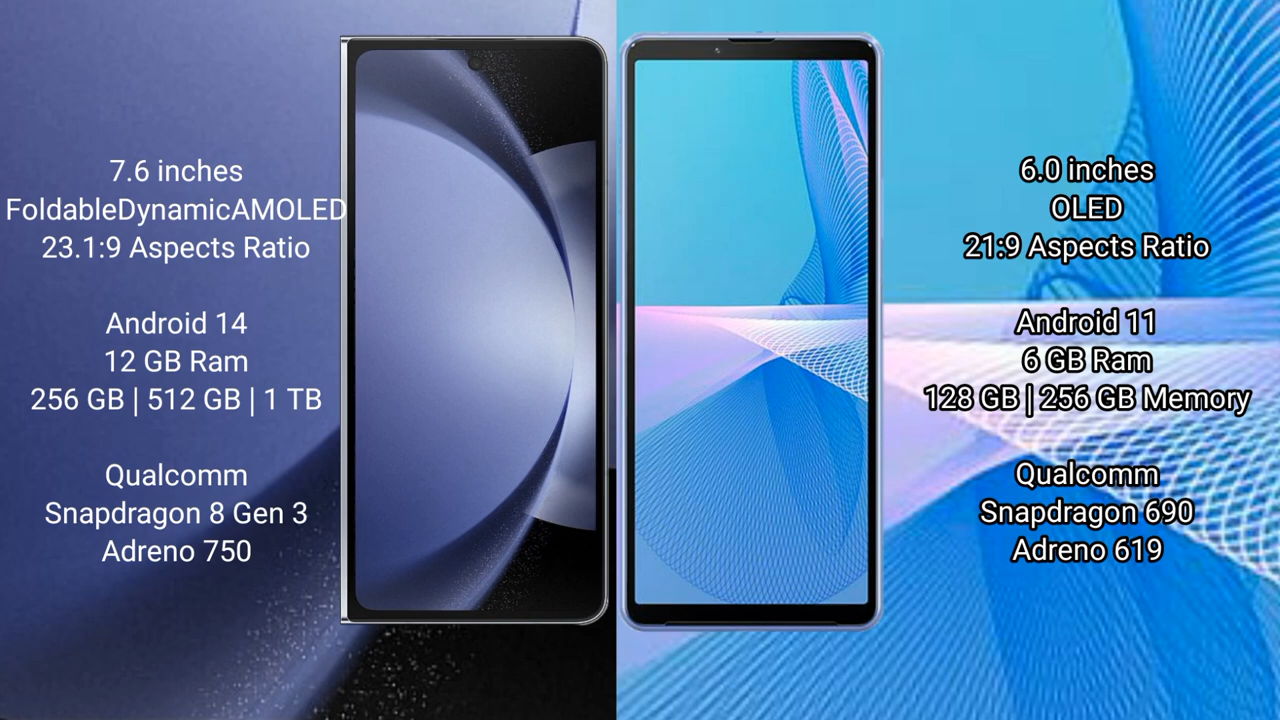 7.6 inches
FoldableDynamicAMOLED
23.1:9 Aspects Ratio
Android 14
12 GB Ram
256 GB | 512 GB | 1 TB
Qualcomm
Snapdragon 8 Gen 3
Adreno 750
6.0 inches
OLED
21:9 Aspects Ratio
Android 11
6 GB Ram
128 GB | 256 GB Memory
Qualcomm
Snapdragon 690
Adreno 619